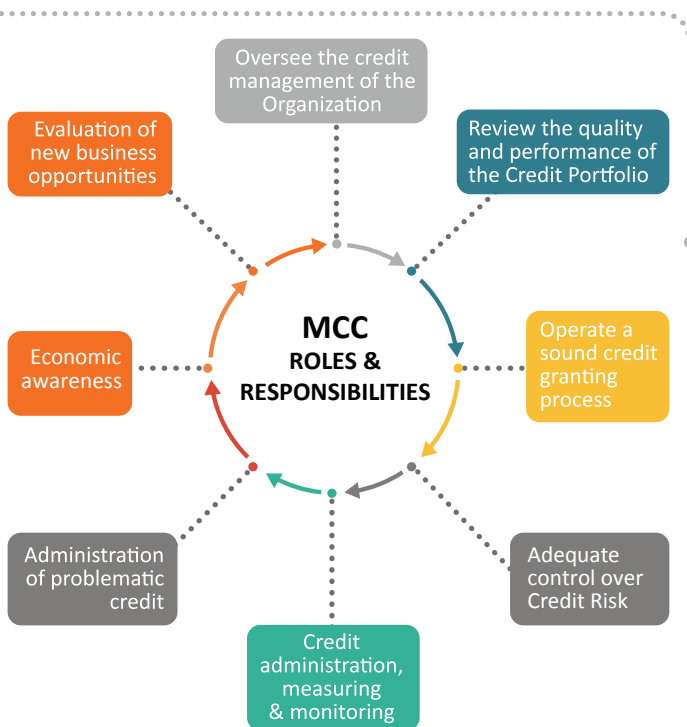 Oversee the credit
management of the
Organization
Evaluation of
new business
opportunities
Review the quality
and performance of
the Credit Portfolio
MCC
ROLES &
RESPONSIBILITIES
Economic
awareness
Operate a
sound credit
granting
process
Administration
of problematic
credit
Adequate
control over
Credit Risk
Credit
administration,
measuring
& monitoring